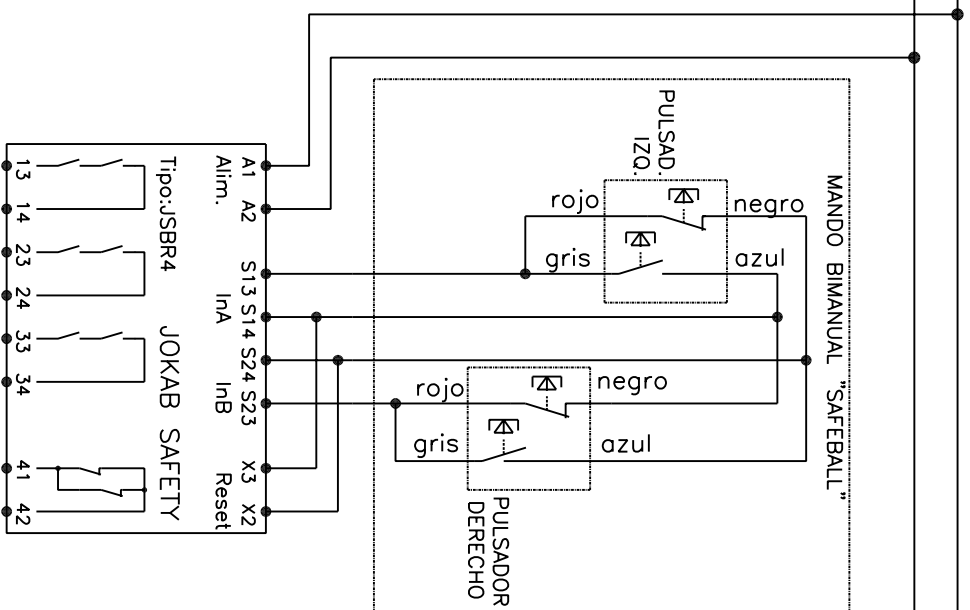 A1
A2
S13
S14
S24
S23
X3
X2
Alim.
InA
InB
Reset
Tipo:JSBR4
JOKAB SAFETY
13
14
23
24
33
34
41
42
MANDO BIMANUAL "SAFEBALL"
PULSAD.
IZQ.
rojo
negro
gris
azul
rojo
negro
gris
azul
PULSADOR
DERECHO